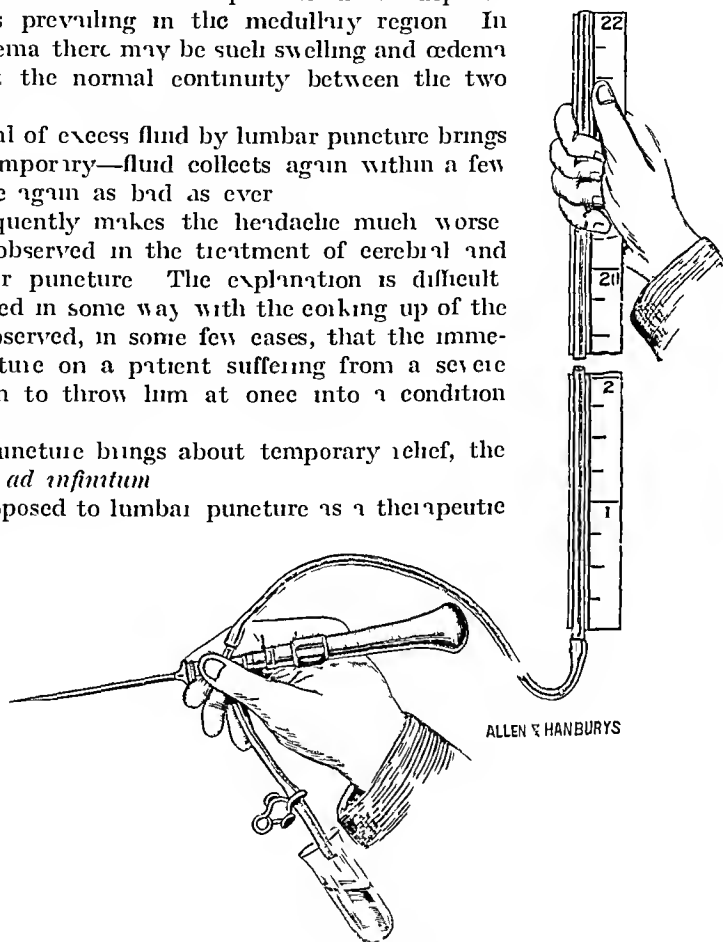 s prevailing in the medullary region In
ema there may be such swelling and œdema
the normal continuity between the two
al of excess fluid by lumbar puncture brings
mporary—fluid collects again within a few
e again as bad as ever
quently makes the headache much worse
observed in the treatment of cerebral and
r puncture The explanation is difficult
ed in some way with the corking up of the
bserved, in some few cases, that the imme-
ture on a patient suffering from a severe
n to throw him at once into a condition
uncture brings about temporary relief, the
ad infinitum
pposed to lumbar puncture as a therapeutic
22
20
2
1
ALLEN & HANBURYS